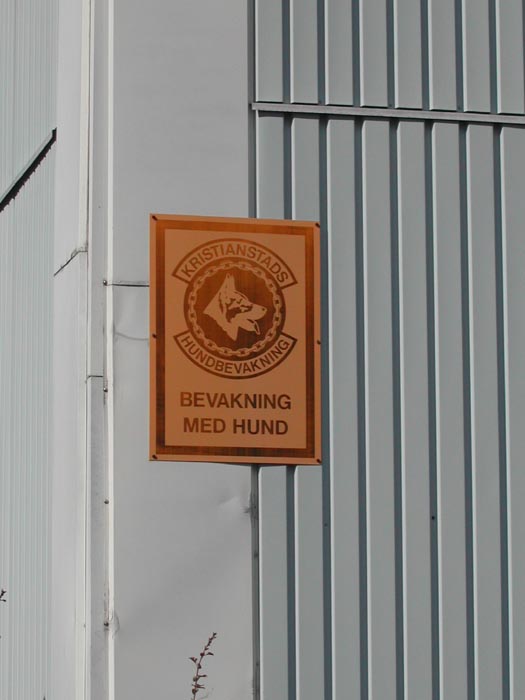 KRISTIANSTADS
HUNDBEVAKNING
BEVAKNING
MED HUND